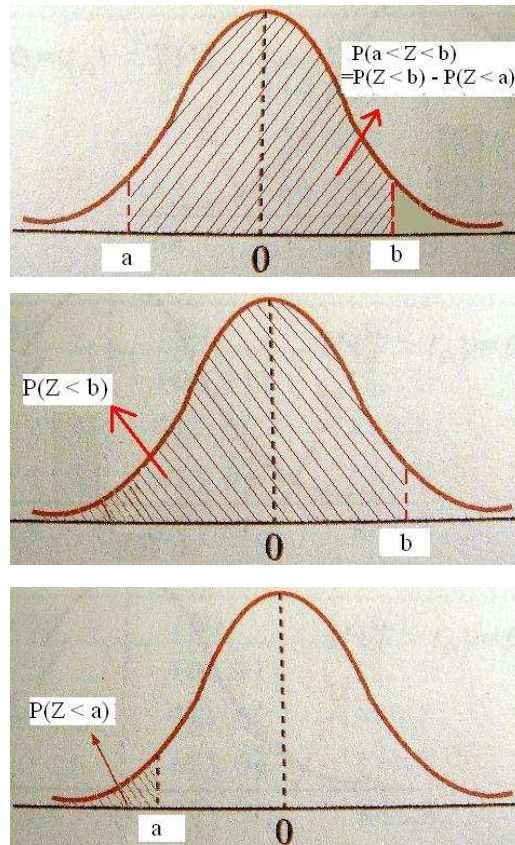 P(a < Z < b)
=P(Z < b) - P(Z < a)
a
0
b
P(Z < b)
0
b
P(Z < a)
a
0